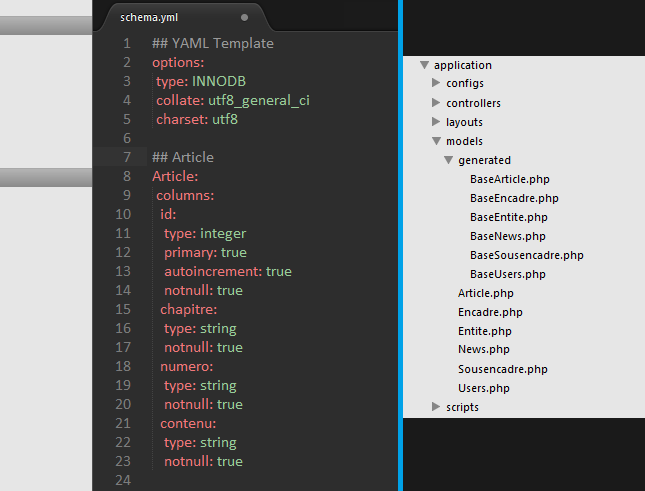 schema.yml
1 ## YAML Template
2 options:
3 type: INNODB
4 collate: utf8_general_ci
5 charset: utf8
6
7 ## Article
8 Article:
9 columns:
10 id:
11 type: integer
12 primary: true
13 autoincrement: true
14 notnull: true
15 chapitre:
16 type: string
17 notnull: true
18 numero:
19 type: string
20 notnull: true
21 contenu:
22 type: string
23 notnull: true
24
application
configs
controllers
layouts
models
generated
BaseArticle.php
BaseEncadre.php
BaseEntite.php
BaseNews.php
BaseSousencadre.php
BaseUsers.php
Article.php
Encadre.php
Entite.php
News.php
Sousencadre.php
Users.php
scripts